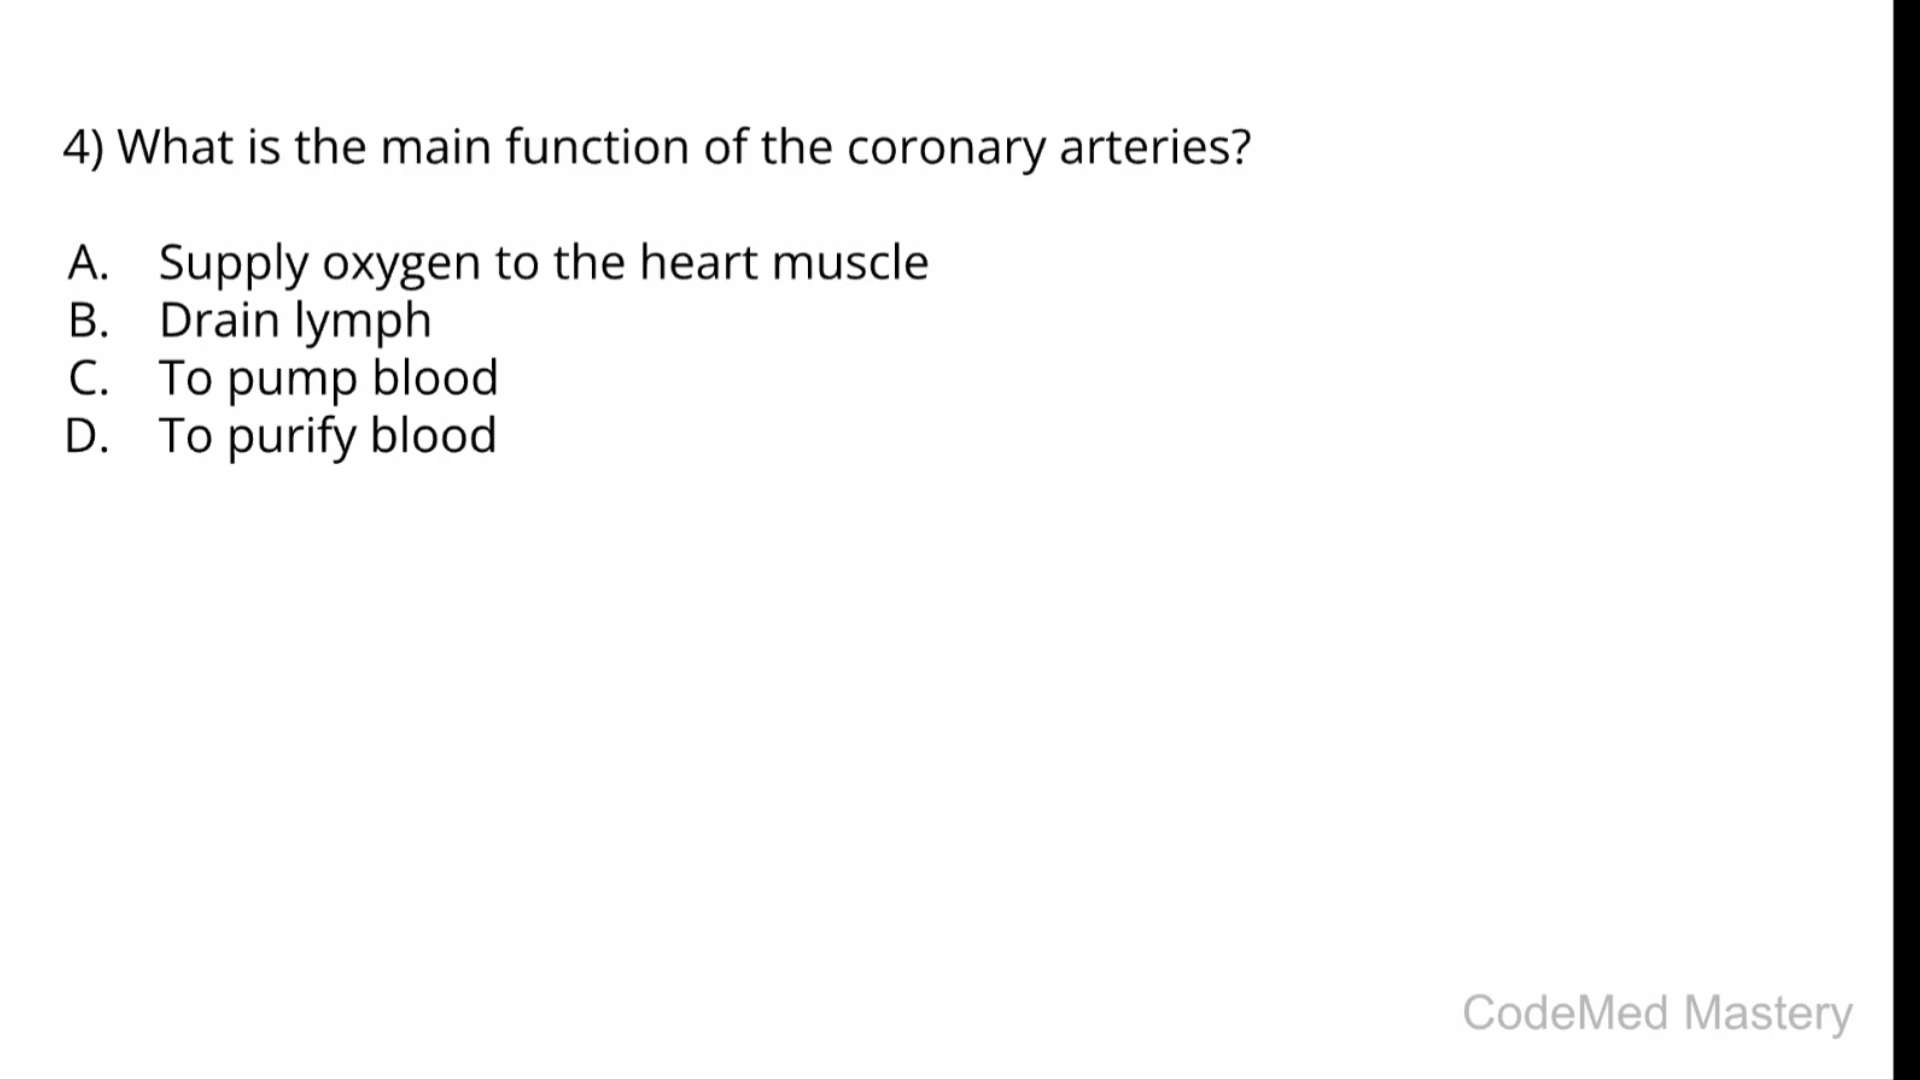 4) What is the main function of the coronary arteries?
A. Supply oxygen to the heart muscle
B. Drain lymph
C. To pump blood
D. To purify blood
CodeMed Mastery